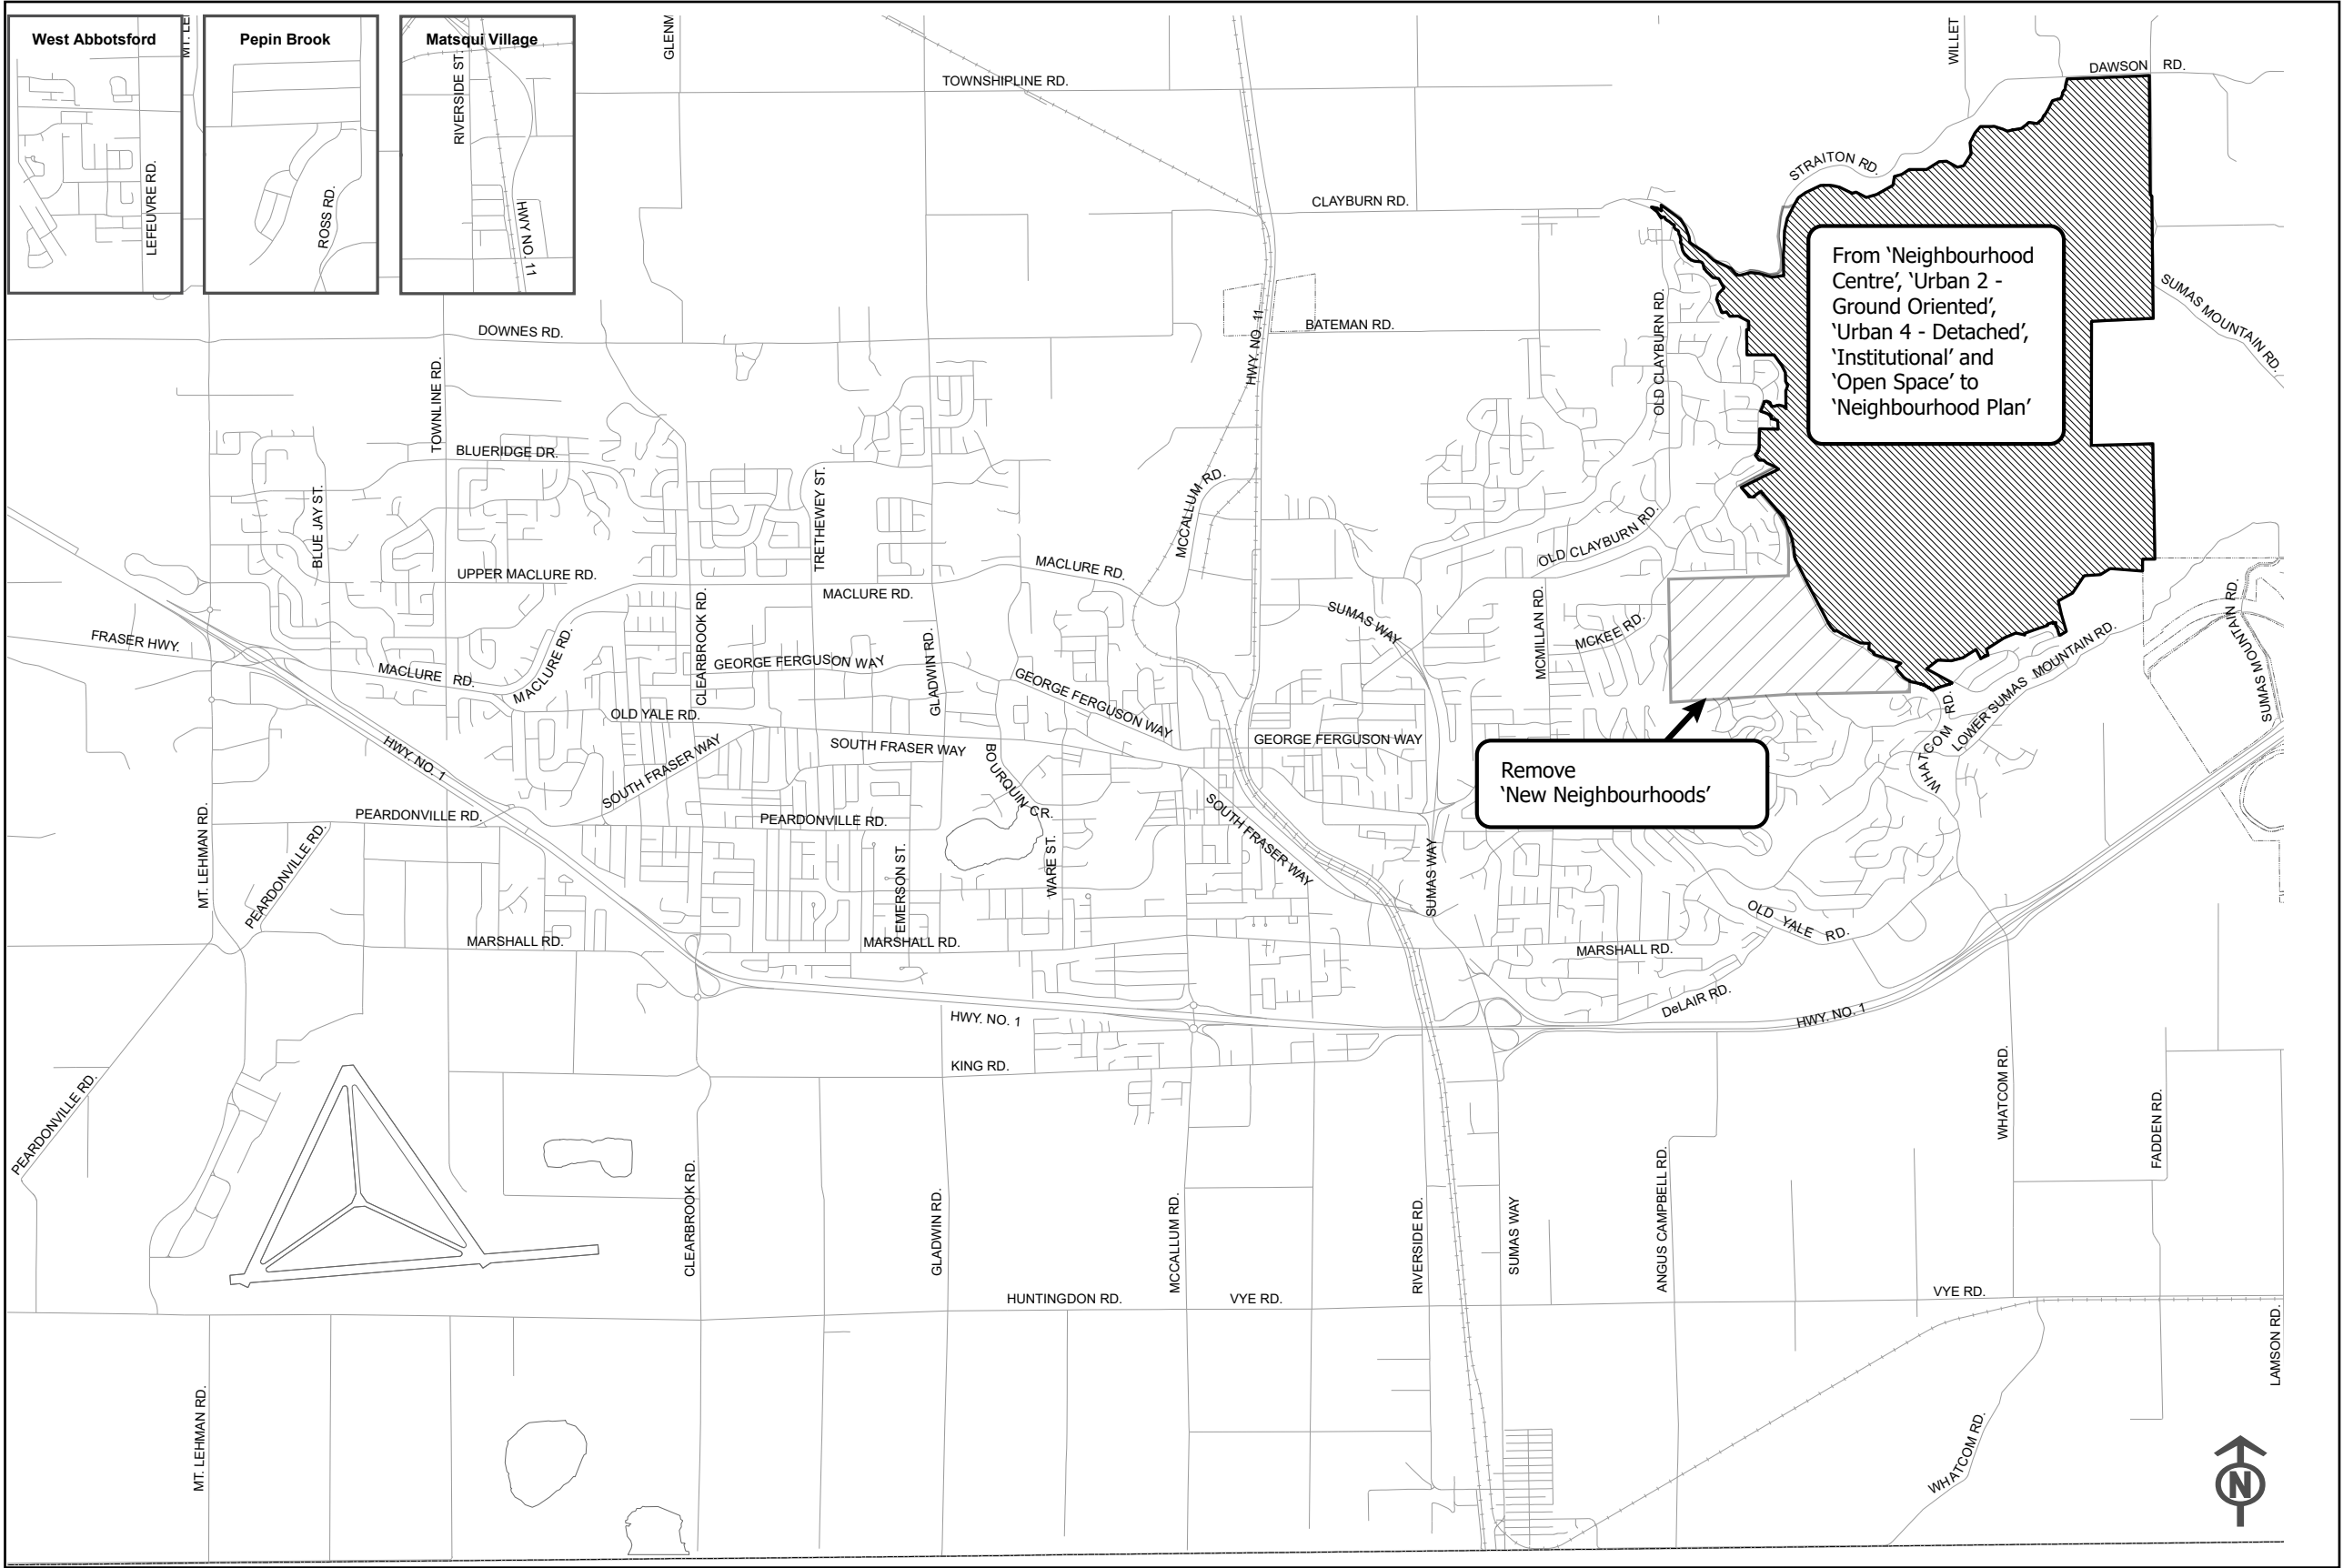 West Abbotsford
Pepin Brook
Matsqui Village
LEFEUVRE RD.
ROSS RD.
RIVERSIDE ST.
HWY NO. 11
GLENM
WILLET
TOWNSHIPLINE RD.
DAWSON RD.
STRAITON RD.
CLAYBURN RD.
From ‘Neighbourhood
Centre’, ‘Urban 2 -
Ground Oriented’,
‘Urban 4 - Detached’,
‘Institutional’ and
‘Open Space’ to
‘Neighbourhood Plan’
SUMAS MOUNTAIN RD.
DOWNES RD.
BATEMAN RD.
HWY. NO. 11
OLD CLAYBURN RD.
TOWNLINE RD.
BLUERIDGE DR.
BLUE JAY ST.
TRETHEWEY ST.
MCCALLUM RD.
OLD CLAYBURN RD.
UPPER MACLURE RD.
MACLURE RD.
MACLURE RD.
CLEARBROOK RD.
SUMAS WAY
MCMILLAN RD.
MCKEE RD.
FRASER HWY.
MACLURE RD.
MACLURE RD.
GEORGE FERGUSON WAY
GLADWIN RD.
GEORGE FERGUSON WAY
LOWER SUMAS MOUNTAIN RD.
SUMAS MOUNTAIN RD.
OLD YALE RD.
SOUTH FRASER WAY
SOUTH FRASER WAY
GEORGE FERGUSON WAY
WHATCOM RD.
HWY. NO. 1
BOURQUIN CR.
Remove
‘New Neighbourhoods’
PEARDONVILLE RD.
PEARDONVILLE RD.
PEARDONVILLE RD.
SOUTH FRASER WAY
MT. LEHMAN RD.
EMERSON ST.
WARE ST.
SUMAS WAY
OLD YALE RD.
MARSHALL RD.
MARSHALL RD.
MARSHALL RD.
DeLAIR RD.
HWY. NO. 1
HWY. NO. 1
KING RD.
PEARDONVILLE RD.
WHATCOM RD.
FADDEN RD.
CLEARBROOK RD.
GLADWIN RD.
MCCALLUM RD.
RIVERSIDE RD.
SUMAS WAY
ANGUS CAMPBELL RD.
HUNTINGDON RD.
VYE RD.
VYE RD.
LAMSON RD.
MT. LEHMAN RD.
WHATCOM RD.
N